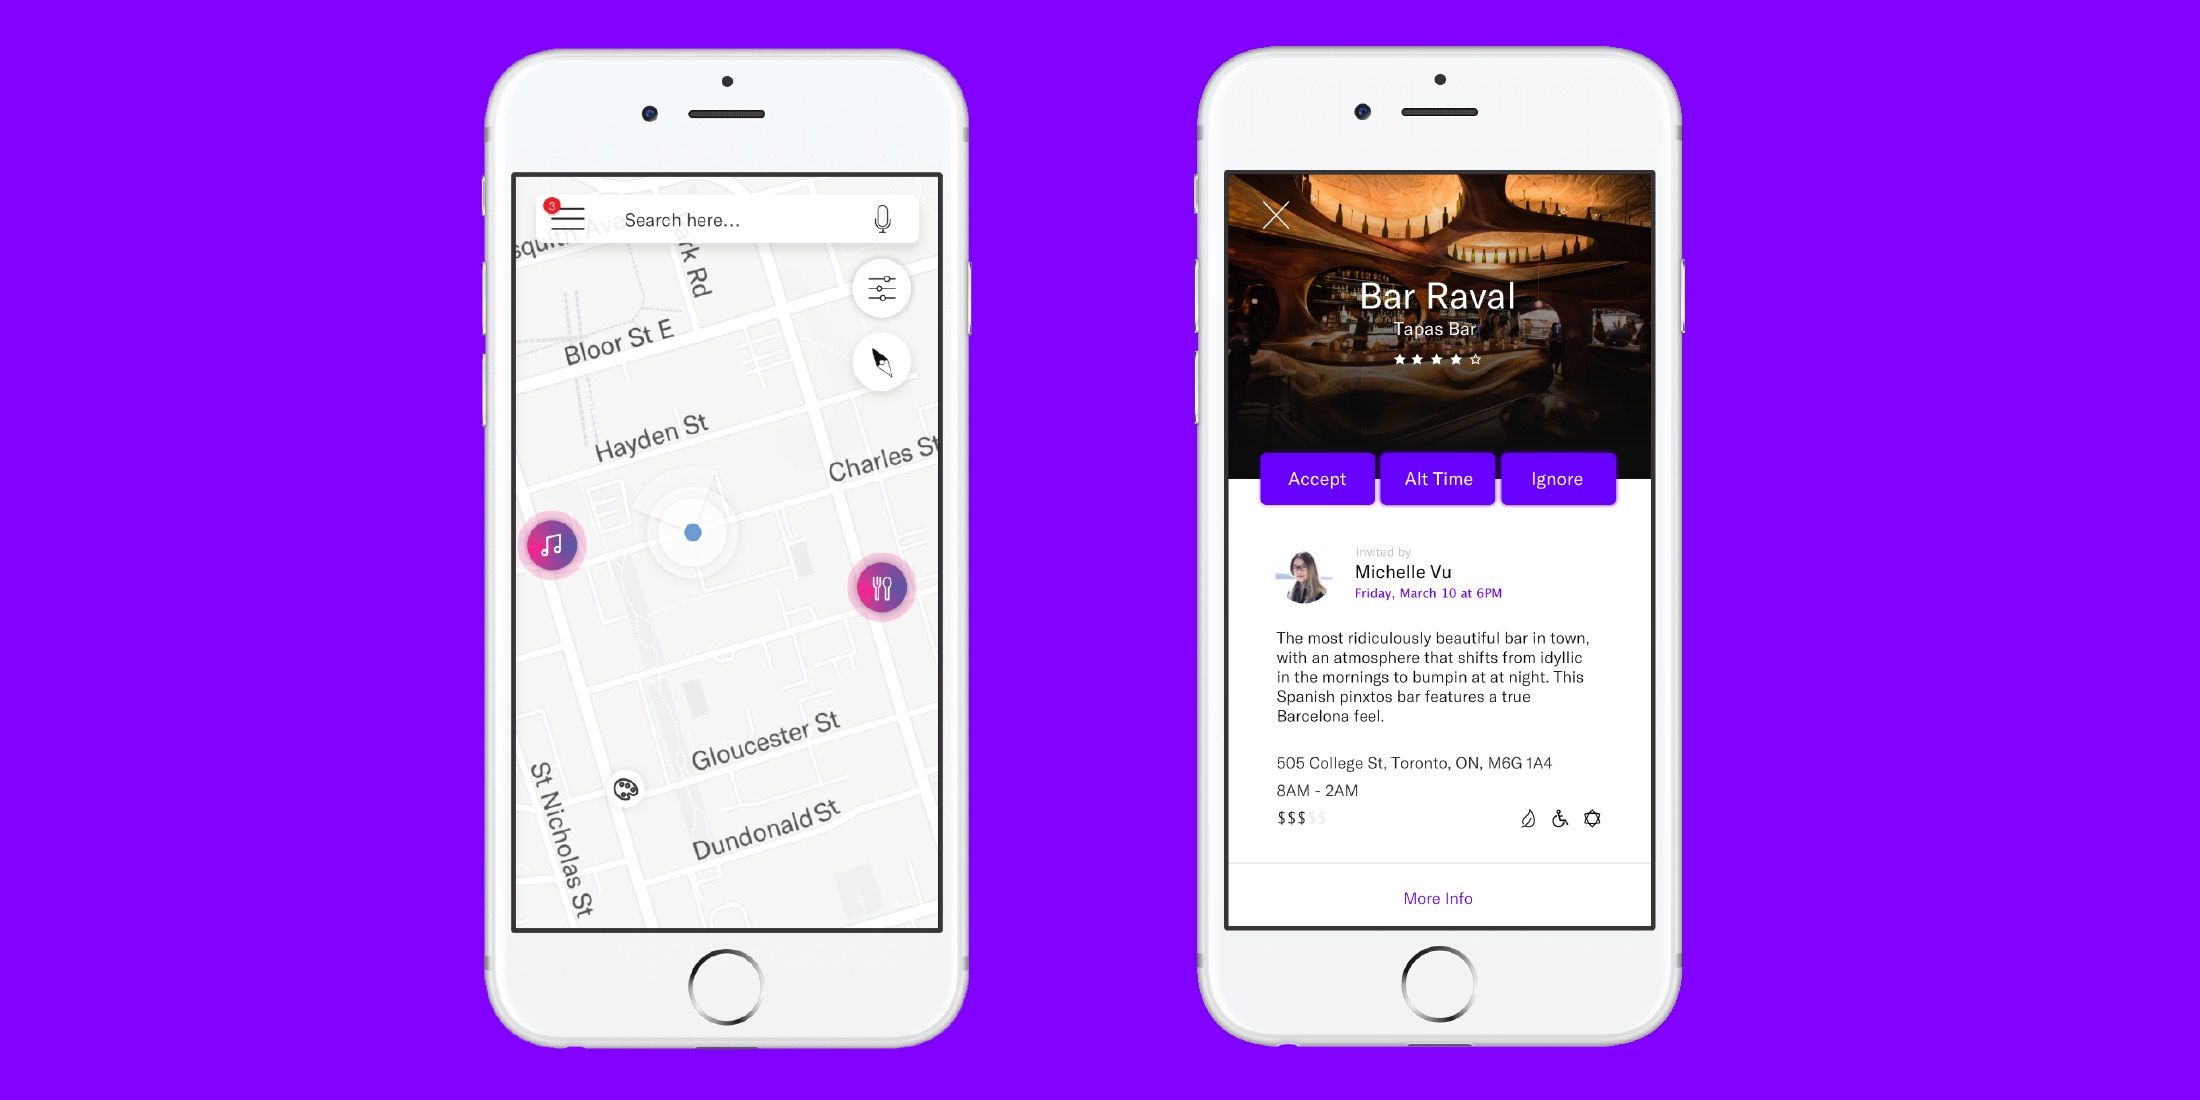 3
Search here...
squith Ave
Park Rd
Bloor St E
Hayden St
Charles St
Gloucester St
Dundonald St
St Nicholas St
Bar Raval
Tapas Bar
Accept
Alt Time
Ignore
Invited by
Michelle Vu
Friday, March 10 at 6PM
The most ridiculously beautiful bar in town,
with an atmosphere that shifts from idyllic
in the mornings to bumpin at at night. This
Spanish pinxtos bar features a true
Barcelona feel.
505 College St, Toronto, ON, M6G 1A4
8AM - 2AM
$$$$$
More Info